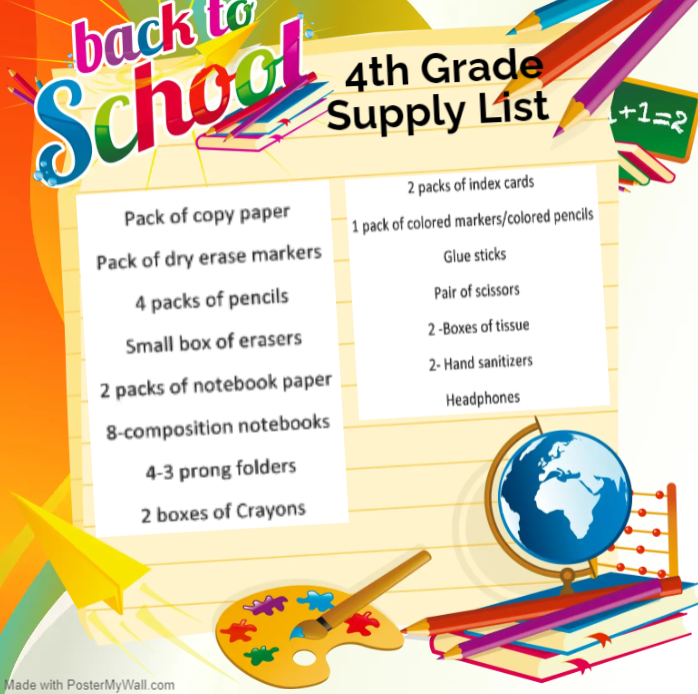 back to
School
4th Grade
Supply List
+1=2
Pack of copy paper
Pack of dry erase markers
4 packs of pencils
Small box of erasers
2 packs of notebook paper
8-composition notebooks
4-3 prong folders
2 boxes of Crayons
2 packs of index cards
1 pack of colored markers/colored pencils
Glue sticks
Pair of scissors
2 -Boxes of tissue
2- Hand sanitizers
Headphones
Made with PosterMyWall.com